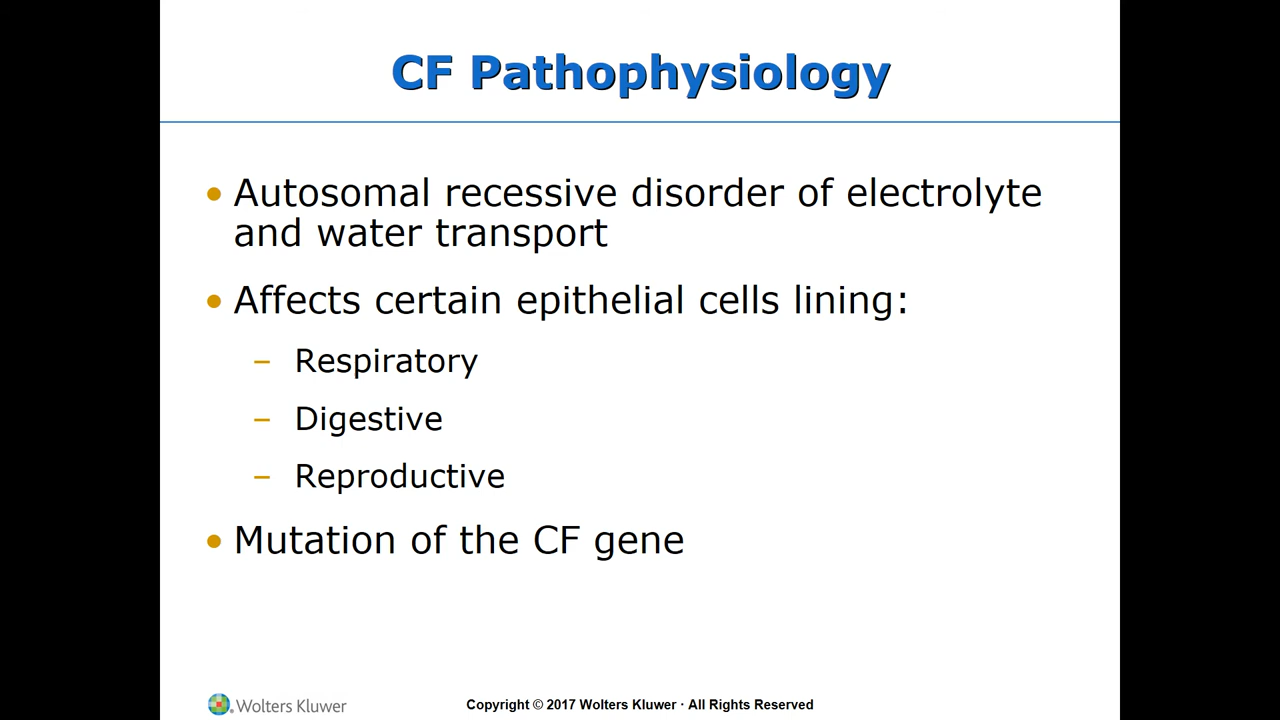 CF Pathophysiology
• Autosomal recessive disorder of electrolyte
and water transport
• Affects certain epithelial cells lining:
– Respiratory
– Digestive
– Reproductive
• Mutation of the CF gene
Wolters Kluwer
Copyright © 2017 Wolters Kluwer · All Rights Reserved